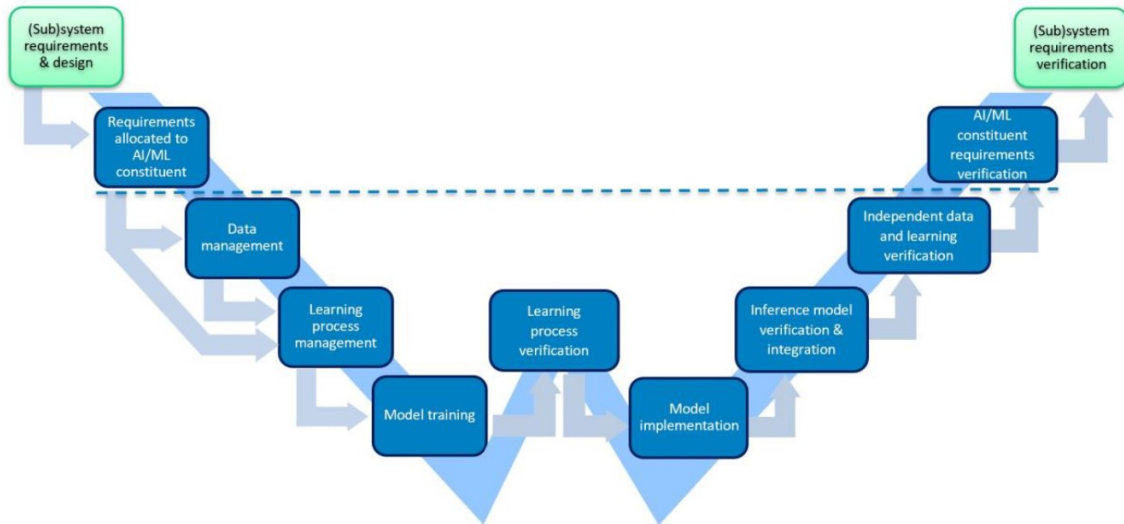 (Sub)system
requirements
& design
(Sub)system
requirements
verification
Requirements
allocated to
AI/ML
constituent
AI/ML
constituent
requirements
verification
Data
management
Independent data
and learning
verification
Learning
process
management
Learning
process
verification
Inference model
verification &
integration
Model training
Model
implementation